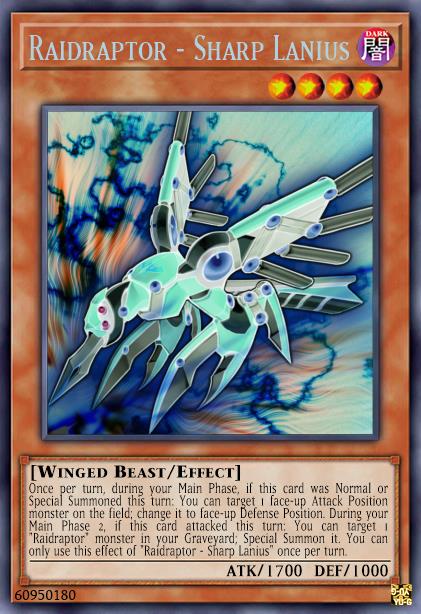 RAIDRAPTOR - SHARP LANIUS
DARK
闇
[WINGED BEAST/EFFECT]
Once per turn, during your Main Phase, if this card was Normal or
Special Summoned this turn: You can target 1 face-up Attack Position
monster on the field; change it to face-up Defense Position. During your
Main Phase 2, if this card attacked this turn: You can target 1
"Raidraptor" monster in your Graveyard; Special Summon it. You can
only use this effect of "Raidraptor - Sharp Lanius" once per turn.
ATK/1700 DEF/1000
60950180